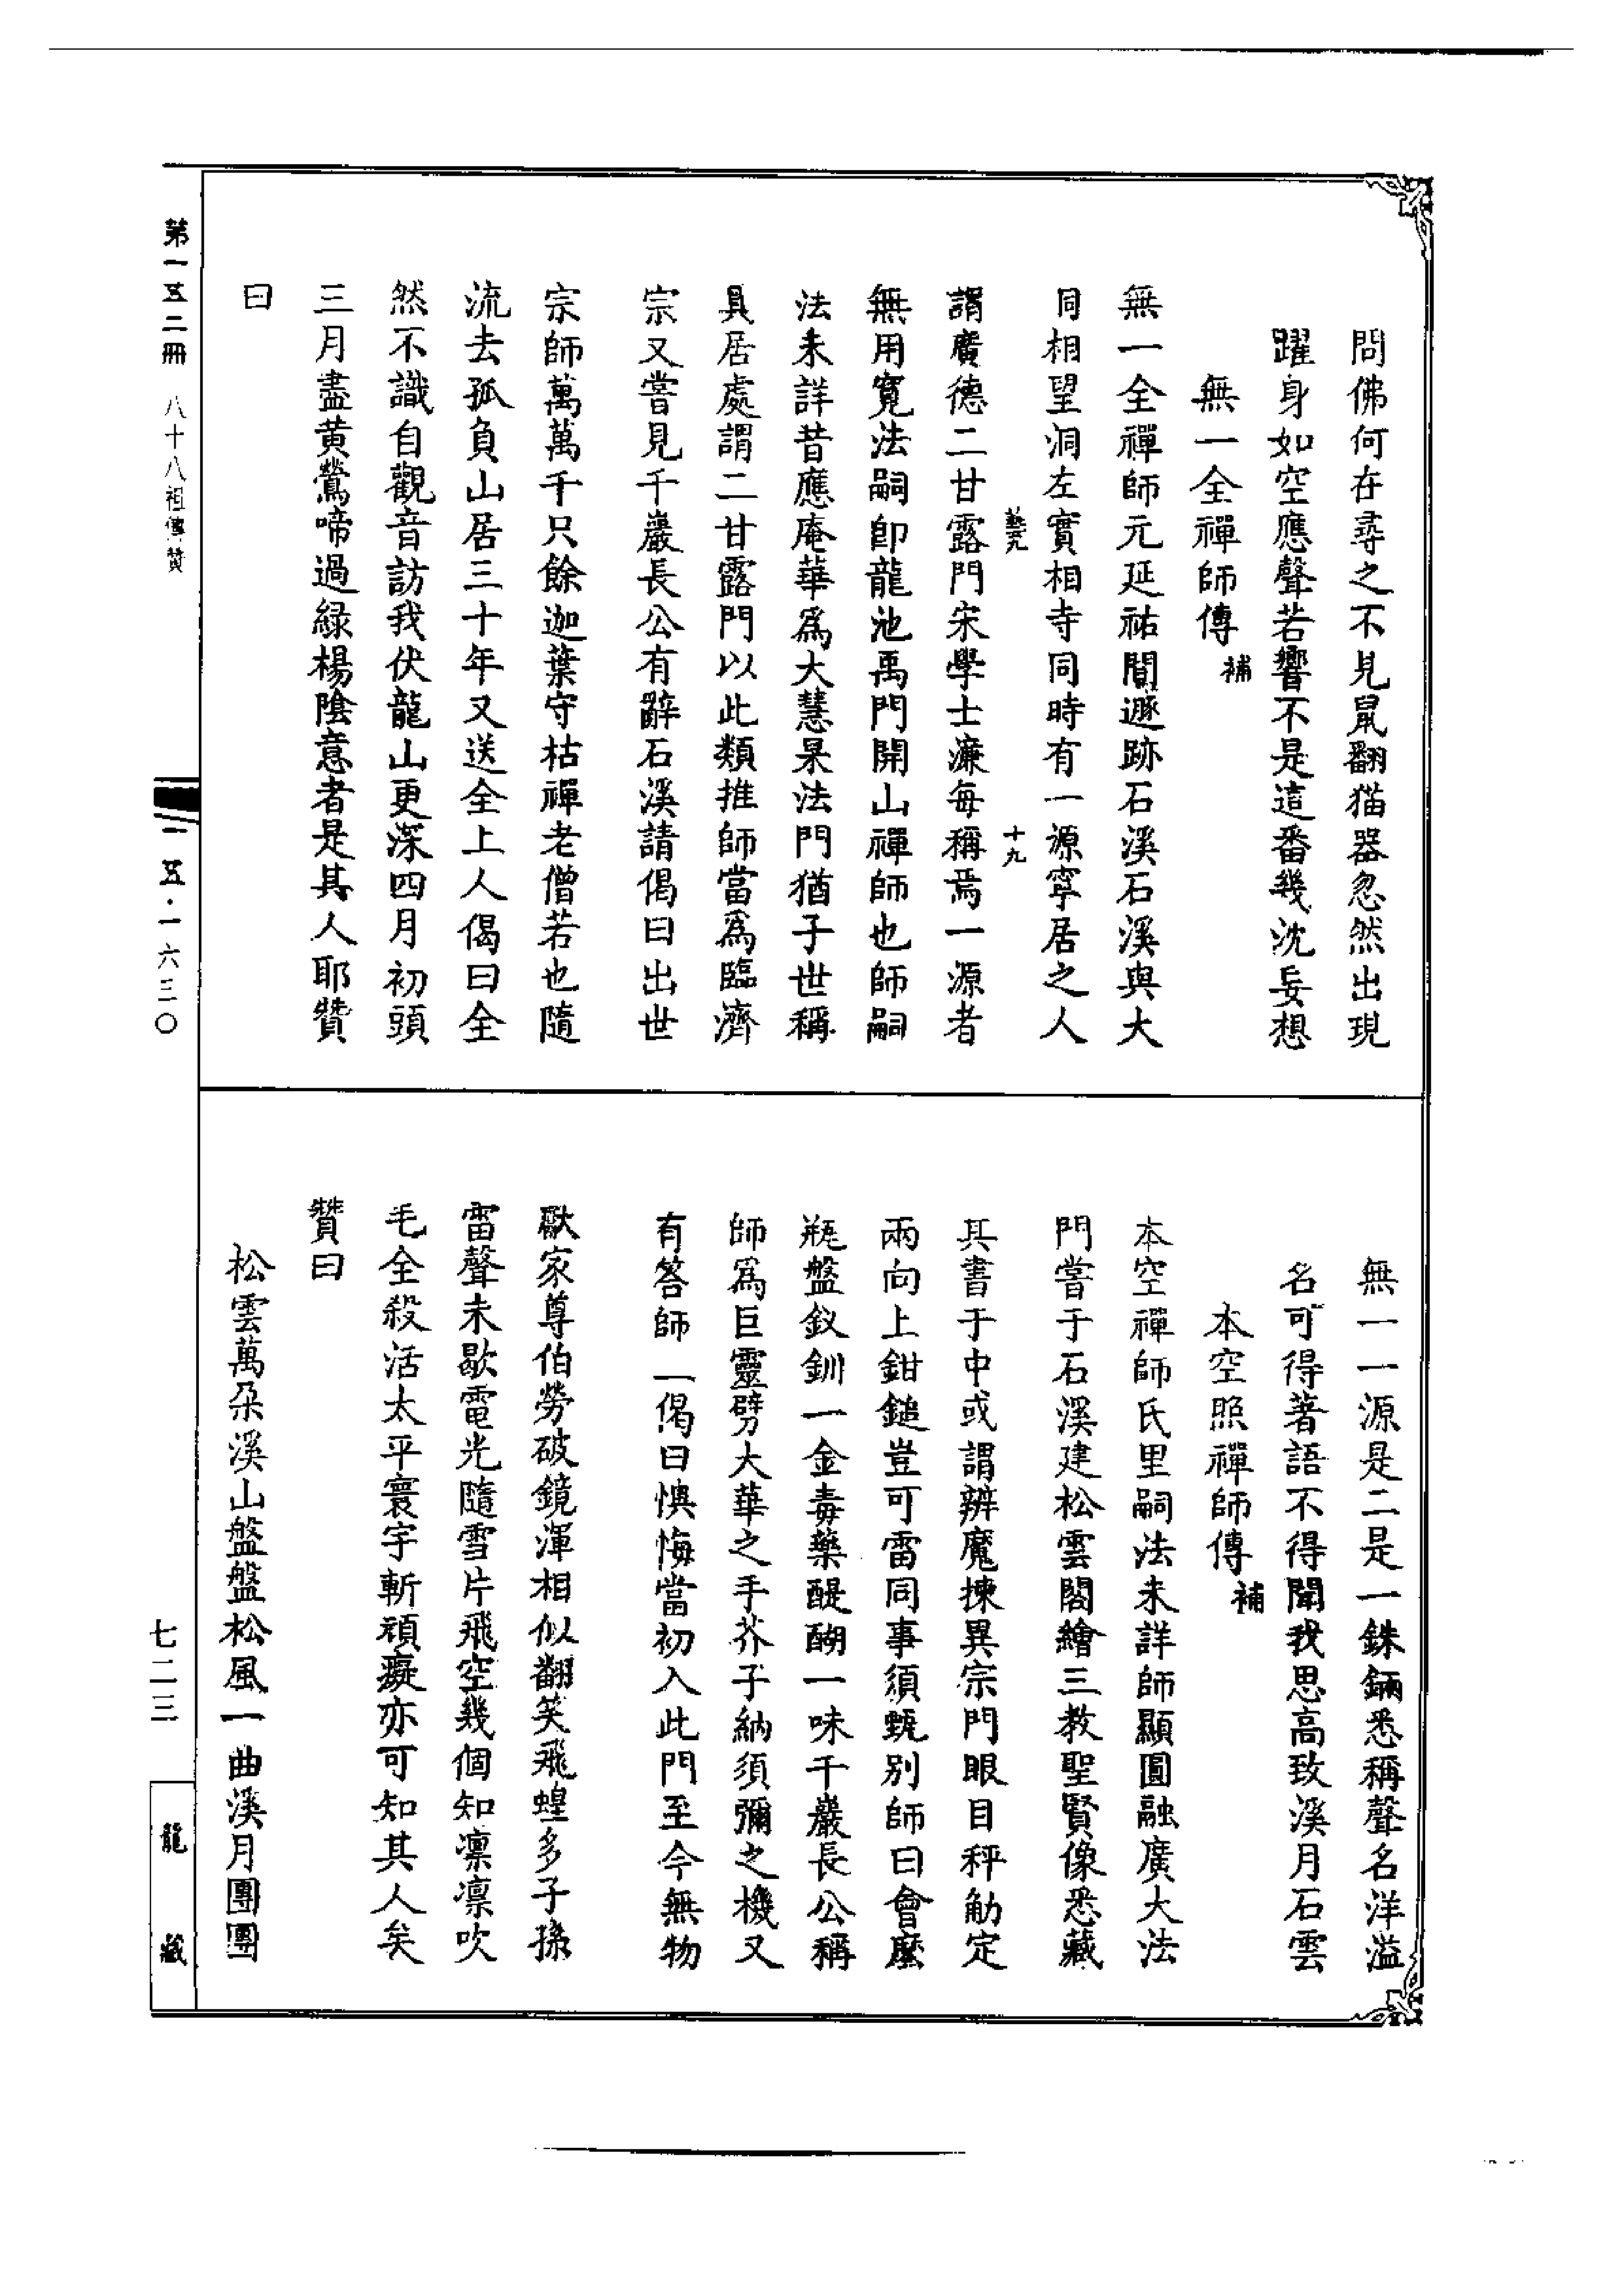 問佛何在尋之不見鼠翻猫器忽然出現
躍身如空應聲若響不是這番幾沈妄想
無一全禪師傳補
無一全禪師元延祐間遯跡石溪石溪與大
同相望洞左實相寺同時有一源寧居之人
十九
謂廣德二甘露門宋學士濂每稱焉一源者
無用寬法嗣即龍池禹門開山禪師也師嗣
法未詳昔應庵華為大慧杲法門猶子世稱
具居處謂二甘露門以此類推師當為臨濟
宗又嘗見千巖長公有辭石溪請偈曰出世
宗師萬萬千只餘迦葉守枯禪老僧若也隨
流去孤負山居三十年又送全上人偈曰全
然不識自觀音訪我伏龍山更深四月初頭
三月盡黃鶯啼過緑楊陰意者是其人耶贊
曰
無一一源是二是一銖鎘悉稱聲名洋溢
名可得著語不得聞我思高致溪月石雲
本空照禪師傳補
本空禪師氏里嗣法未詳師顯圓融廣大法
門嘗于石溪建松雲閣繪三教聖賢像悉藏
其書于中或謂辨魔揀異宗門眼目秤觔定
兩向上鉗鎚豈可雷同事須甄別師曰會麼
瓶盤釵釧一金毒藥醍醐一味千巖長公稱
師為巨靈劈大華之手芥子納須彌之機又
有答師一偈曰懊悔當初入此門至今無物
獻家尊伯勞破鏡渾相似翻笑飛蝗多子孫
雷聲未歇電光隨雪片飛空幾個知凛凛吹
毛全殺活太平寰宇斬頑癡亦可知其人矣
贊曰
松雲萬朵溪山盤盤松風一曲溪月團團
第一五二冊 八十八祖傳贊
一五·一六三〇
七二三
龍藏